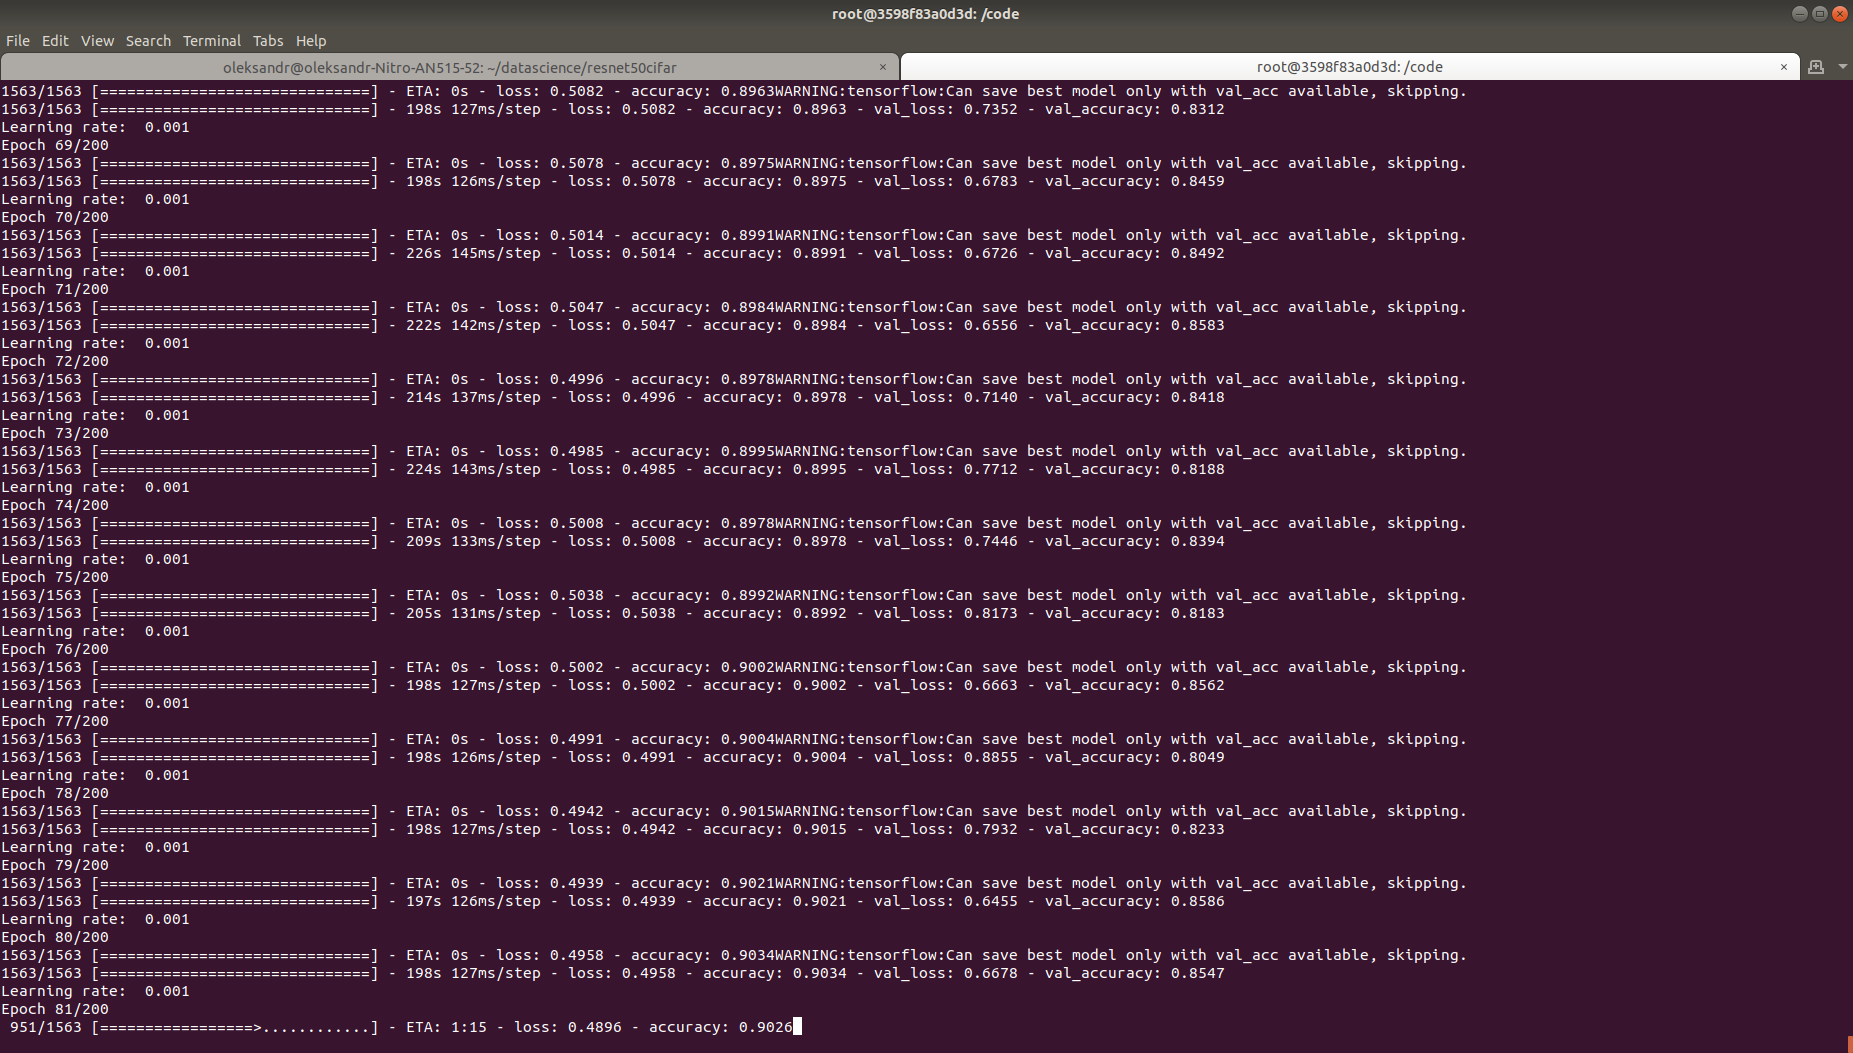 root@3598f83a0d3d: /code
File Edit View Search Terminal Tabs Help
oleksandr@oleksandr-Nitro-AN515-52: ~/datascience/resnet50cifar × root@3598f83a0d3d: /code ×
1563/1563 [==============================] - ETA: 0s - loss: 0.5082 - accuracy: 0.8963WARNING:tensorflow:Can save best model only with val_acc available, skipping.
1563/1563 [==============================] - 198s 127ms/step - loss: 0.5082 - accuracy: 0.8963 - val_loss: 0.7352 - val_accuracy: 0.8312
Learning rate:  0.001
Epoch 69/200
1563/1563 [==============================] - ETA: 0s - loss: 0.5078 - accuracy: 0.8975WARNING:tensorflow:Can save best model only with val_acc available, skipping.
1563/1563 [==============================] - 198s 126ms/step - loss: 0.5078 - accuracy: 0.8975 - val_loss: 0.6783 - val_accuracy: 0.8459
Learning rate:  0.001
Epoch 70/200
1563/1563 [==============================] - ETA: 0s - loss: 0.5014 - accuracy: 0.8991WARNING:tensorflow:Can save best model only with val_acc available, skipping.
1563/1563 [==============================] - 226s 145ms/step - loss: 0.5014 - accuracy: 0.8991 - val_loss: 0.6726 - val_accuracy: 0.8492
Learning rate:  0.001
Epoch 71/200
1563/1563 [==============================] - ETA: 0s - loss: 0.5047 - accuracy: 0.8984WARNING:tensorflow:Can save best model only with val_acc available, skipping.
1563/1563 [==============================] - 222s 142ms/step - loss: 0.5047 - accuracy: 0.8984 - val_loss: 0.6556 - val_accuracy: 0.8583
Learning rate:  0.001
Epoch 72/200
1563/1563 [==============================] - ETA: 0s - loss: 0.4996 - accuracy: 0.8978WARNING:tensorflow:Can save best model only with val_acc available, skipping.
1563/1563 [==============================] - 214s 137ms/step - loss: 0.4996 - accuracy: 0.8978 - val_loss: 0.7140 - val_accuracy: 0.8418
Learning rate:  0.001
Epoch 73/200
1563/1563 [==============================] - ETA: 0s - loss: 0.4985 - accuracy: 0.8995WARNING:tensorflow:Can save best model only with val_acc available, skipping.
1563/1563 [==============================] - 224s 143ms/step - loss: 0.4985 - accuracy: 0.8995 - val_loss: 0.7712 - val_accuracy: 0.8188
Learning rate:  0.001
Epoch 74/200
1563/1563 [==============================] - ETA: 0s - loss: 0.5008 - accuracy: 0.8978WARNING:tensorflow:Can save best model only with val_acc available, skipping.
1563/1563 [==============================] - 209s 133ms/step - loss: 0.5008 - accuracy: 0.8978 - val_loss: 0.7446 - val_accuracy: 0.8394
Learning rate:  0.001
Epoch 75/200
1563/1563 [==============================] - ETA: 0s - loss: 0.5038 - accuracy: 0.8992WARNING:tensorflow:Can save best model only with val_acc available, skipping.
1563/1563 [==============================] - 205s 131ms/step - loss: 0.5038 - accuracy: 0.8992 - val_loss: 0.8173 - val_accuracy: 0.8183
Learning rate:  0.001
Epoch 76/200
1563/1563 [==============================] - ETA: 0s - loss: 0.5002 - accuracy: 0.9002WARNING:tensorflow:Can save best model only with val_acc available, skipping.
1563/1563 [==============================] - 198s 127ms/step - loss: 0.5002 - accuracy: 0.9002 - val_loss: 0.6663 - val_accuracy: 0.8562
Learning rate:  0.001
Epoch 77/200
1563/1563 [==============================] - ETA: 0s - loss: 0.4991 - accuracy: 0.9004WARNING:tensorflow:Can save best model only with val_acc available, skipping.
1563/1563 [==============================] - 198s 126ms/step - loss: 0.4991 - accuracy: 0.9004 - val_loss: 0.8855 - val_accuracy: 0.8049
Learning rate:  0.001
Epoch 78/200
1563/1563 [==============================] - ETA: 0s - loss: 0.4942 - accuracy: 0.9015WARNING:tensorflow:Can save best model only with val_acc available, skipping.
1563/1563 [==============================] - 198s 127ms/step - loss: 0.4942 - accuracy: 0.9015 - val_loss: 0.7932 - val_accuracy: 0.8233
Learning rate:  0.001
Epoch 79/200
1563/1563 [==============================] - ETA: 0s - loss: 0.4939 - accuracy: 0.9021WARNING:tensorflow:Can save best model only with val_acc available, skipping.
1563/1563 [==============================] - 197s 126ms/step - loss: 0.4939 - accuracy: 0.9021 - val_loss: 0.6455 - val_accuracy: 0.8586
Learning rate:  0.001
Epoch 80/200
1563/1563 [==============================] - ETA: 0s - loss: 0.4958 - accuracy: 0.9034WARNING:tensorflow:Can save best model only with val_acc available, skipping.
1563/1563 [==============================] - 198s 127ms/step - loss: 0.4958 - accuracy: 0.9034 - val_loss: 0.6678 - val_accuracy: 0.8547
Learning rate:  0.001
Epoch 81/200
 951/1563 [=================>............] - ETA: 1:15 - loss: 0.4896 - accuracy: 0.9026